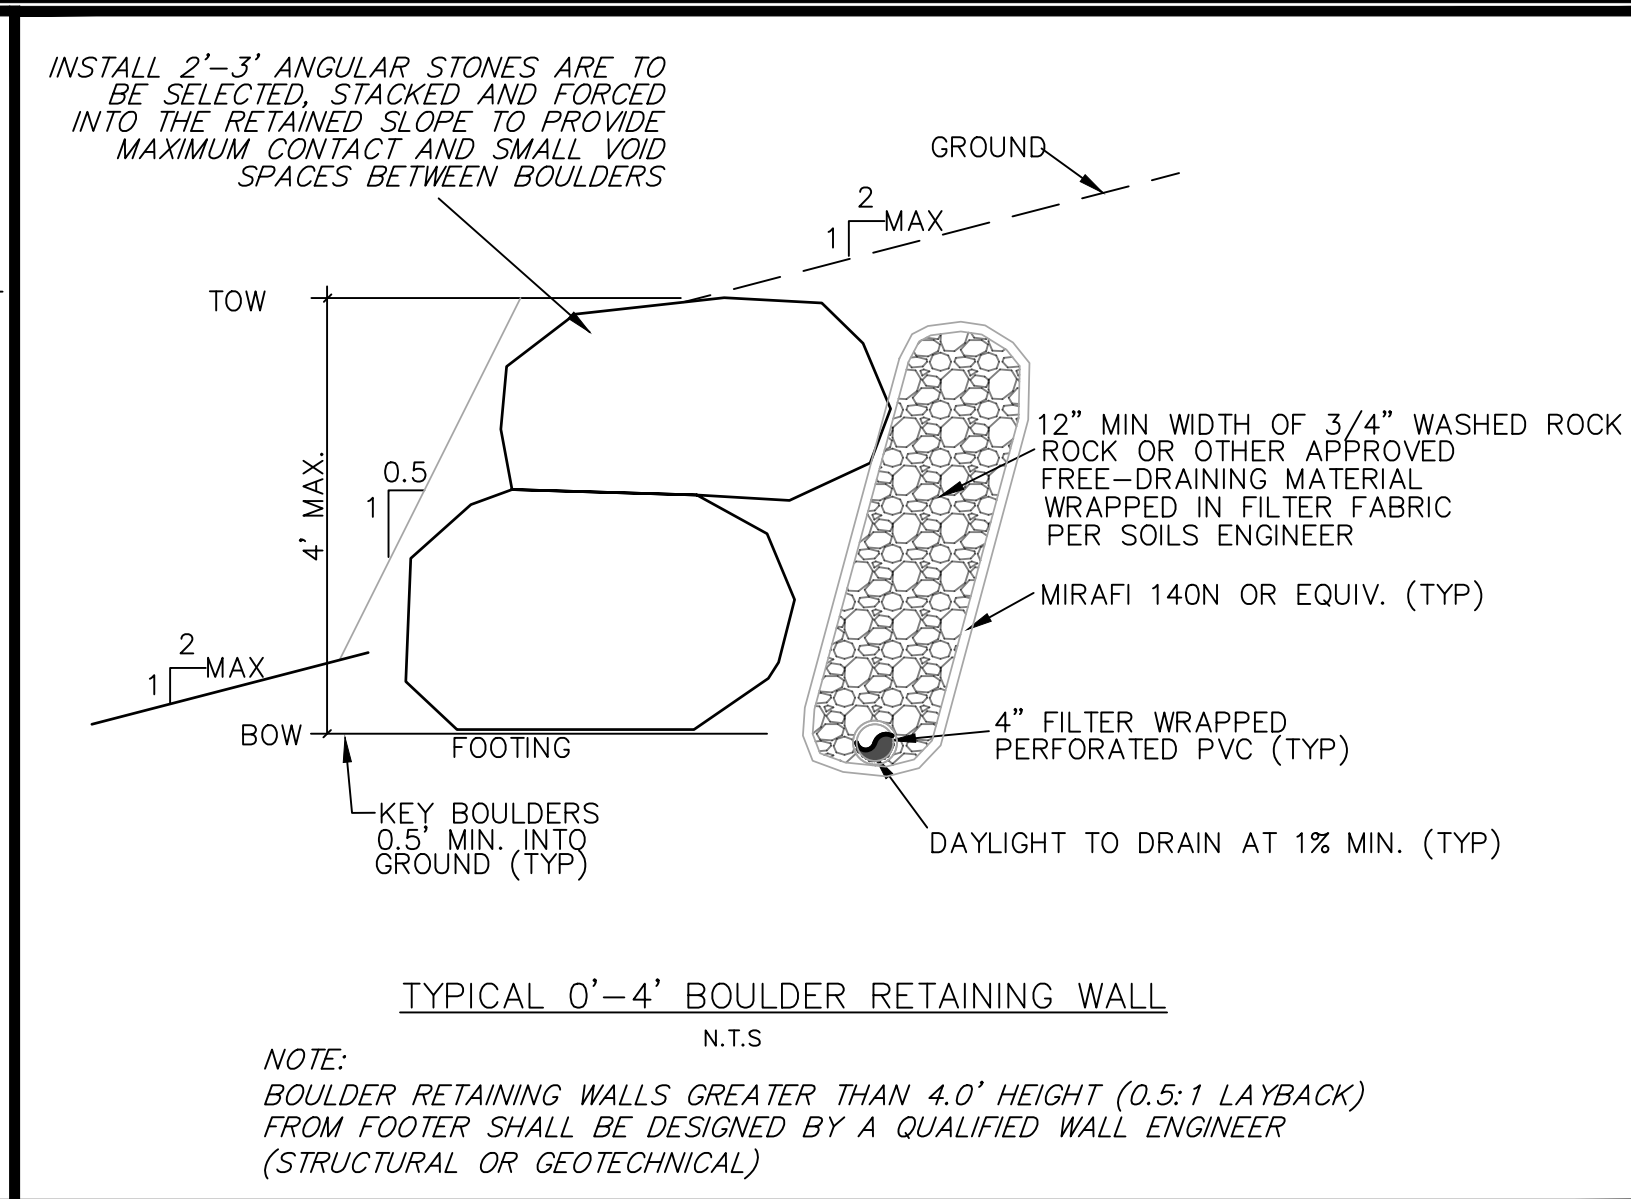 INSTALL 2'-3' ANGULAR STONES ARE TO
BE SELECTED, STACKED AND FORCED
INTO THE RETAINED SLOPE TO PROVIDE
MAXIMUM CONTACT AND SMALL VOID
SPACES BETWEEN BOULDERS
GROUND
2
1
MAX
TOW
4' MAX.
0.5
1
12" MIN WIDTH OF 3/4" WASHED ROCK
ROCK OR OTHER APPROVED
FREE-DRAINING MATERIAL
WRAPPED IN FILTER FABRIC
PER SOILS ENGINEER
MIRAFI 140N OR EQUIV. (TYP)
2
1
MAX
BOW
FOOTING
4" FILTER WRAPPED
PERFORATED PVC (TYP)
KEY BOULDERS
0.5' MIN. INTO
GROUND (TYP)
DAYLIGHT TO DRAIN AT 1% MIN. (TYP)
TYPICAL 0'-4' BOULDER RETAINING WALL
N.T.S
NOTE:
BOULDER RETAINING WALLS GREATER THAN 4.0' HEIGHT (0.5:1 LAYBACK)
FROM FOOTER SHALL BE DESIGNED BY A QUALIFIED WALL ENGINEER
(STRUCTURAL OR GEOTECHNICAL)